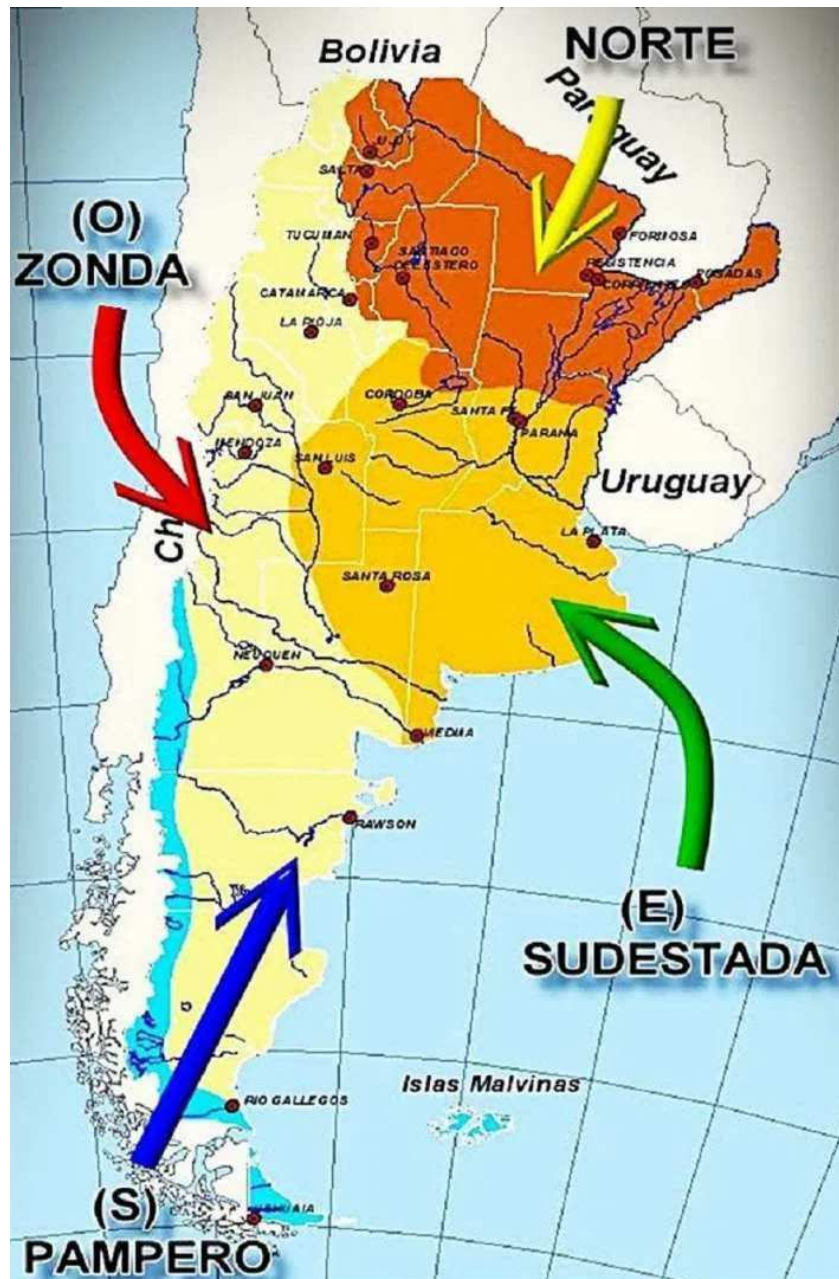 Bolivia
NORTE
Paraguay
UJUY
SALTA
(O)
ZONDA
TUCUMAN
SANTIAGO
DEL ESTERO
FORMOSA
RESISTENCIA
CORRIENTES
POSADAS
CATAMARCA
LA RIOJA
SAN JUAN
CORDOBA
SANTA FE
PARANA
MENDOZA
SAN LUIS
Uruguay
Ch
LA PLATA
SANTA ROSA
NEUQUEN
VIEDMA
RAWSON
(E)
SUDESTADA
Islas Malvinas
RIO GALLEGOS
(S)
PAMPERO
USHUAIA